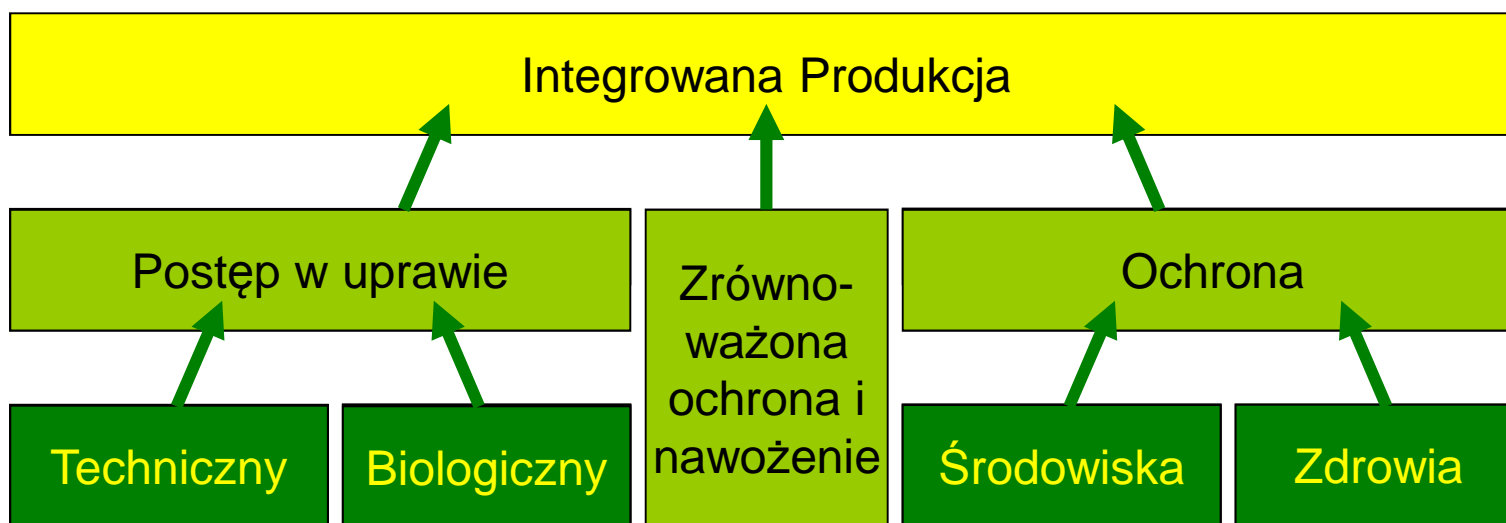 Integrowana Produkcja
Postęp w uprawie
Zrówno-
ważona
ochrona i
nawożenie
Ochrona
Techniczny
Biologiczny
Środowiska
Zdrowia